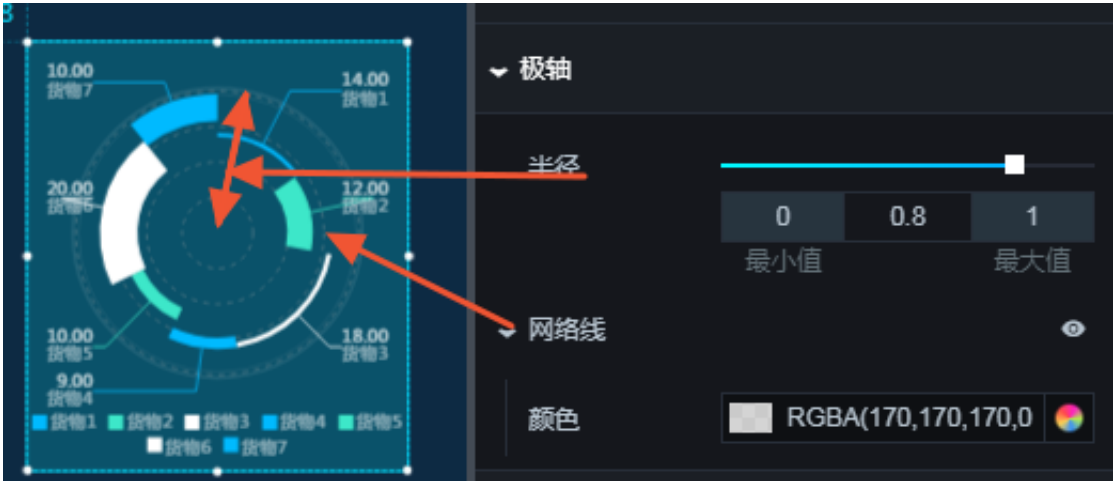 10.00
货物7
14.00
货物1
20.00
货物6
12.00
货物2
10.00
货物5
18.00
货物3
9.00
货物4
货物1 货物2 货物3 货物4 货物5
货物6 货物7
极轴
半径
0 0.8 1
最小值 最大值
网络线
颜色 RGBA(170,170,170,0